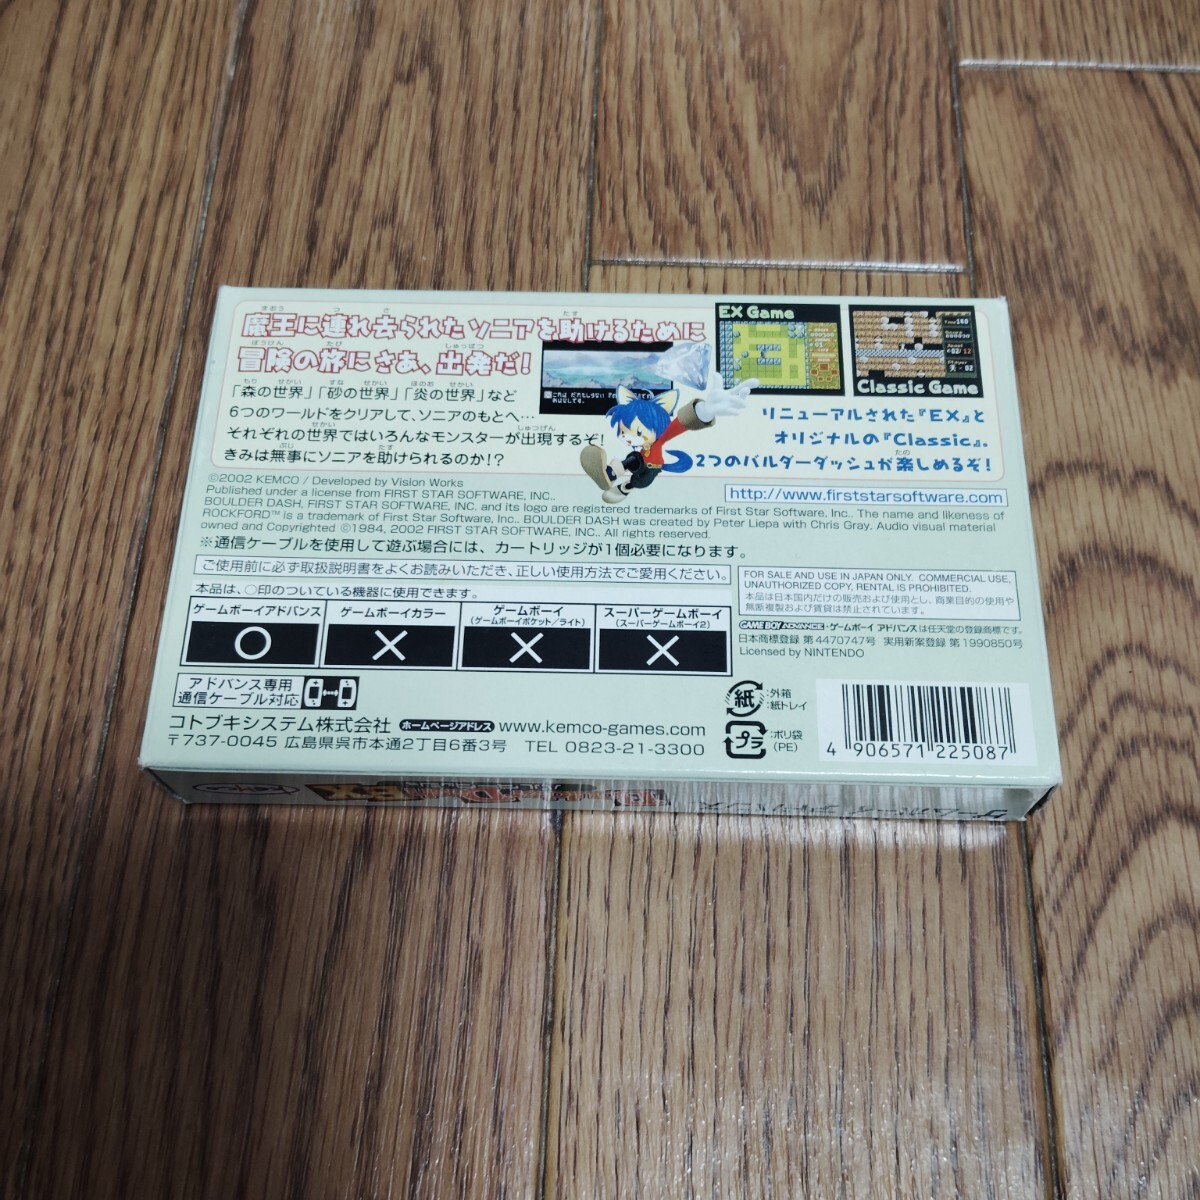 魔王に連れ去られたソニアを助けるために
冒険の旅にさあ、出発だ!
「森の世界」「砂の世界」「炎の世界」など
6つのワールドをクリアして、ソニアのもとへ…
それぞれの世界ではいろんなモンスターが出現するぞ!
きみは無事にソニアを助けられるのか!?
EX Game
Classic Game
リニューアルされた『EX』と
オリジナルの『Classic』。
2つのバルダーダッシュが楽しめるぞ!
©2002 KEMCO / Developed by Vision Works
Published under a license from FIRST STAR SOFTWARE, INC..
http://www.firststarsoftware.com
BOULDER DASH, FIRST STAR SOFTWARE, INC. and its logo are registered trademarks of First Star Software, Inc.. The name and likeness of
ROCKFORD™ is a trademark of First Star Software, Inc.. BOULDER DASH was created by Peter Liepa with Chris Gray. Audio visual material
owned and Copyrighted ©1984, 2002 FIRST STAR SOFTWARE, INC.. All rights reserved.
※通信ケーブルを使用して遊ぶ場合には、カートリッジが1個必要になります。
ご使用前に必ず取扱説明書をよくお読みいただき、正しい使用方法でご愛用ください。
本品は、○印のついている機器に使用できます。
ゲームボーイアドバンス
ゲームボーイカラー
ゲームボーイ
(ゲームボーイポケット/ライト)
スーパーゲームボーイ
(スーパーゲームボーイ2)
○
×
×
×
FOR SALE AND USE IN JAPAN ONLY. COMMERCIAL USE,
UNAUTHORIZED COPY, RENTAL IS PROHIBITED.
本品は日本国内だけの販売および使用とし、商業目的の使用や
無断複製および賃貸は禁止されています。
GAME BOY ADVANCE・ゲームボーイ アドバンスは任天堂の登録商標です。
日本商標登録 第4470747号 実用新案登録 第1990850号
Licensed by NINTENDO
アドバンス専用
通信ケーブル対応
コトブキシステム株式会社 ホームページアドレス www.kemco-games.com
〒737-0045 広島県呉市本通2丁目6番3号 TEL 0823-21-3300
紙 :外箱
:紙トレイ
プラ :ポリ袋
(PE)
4 906571 225087